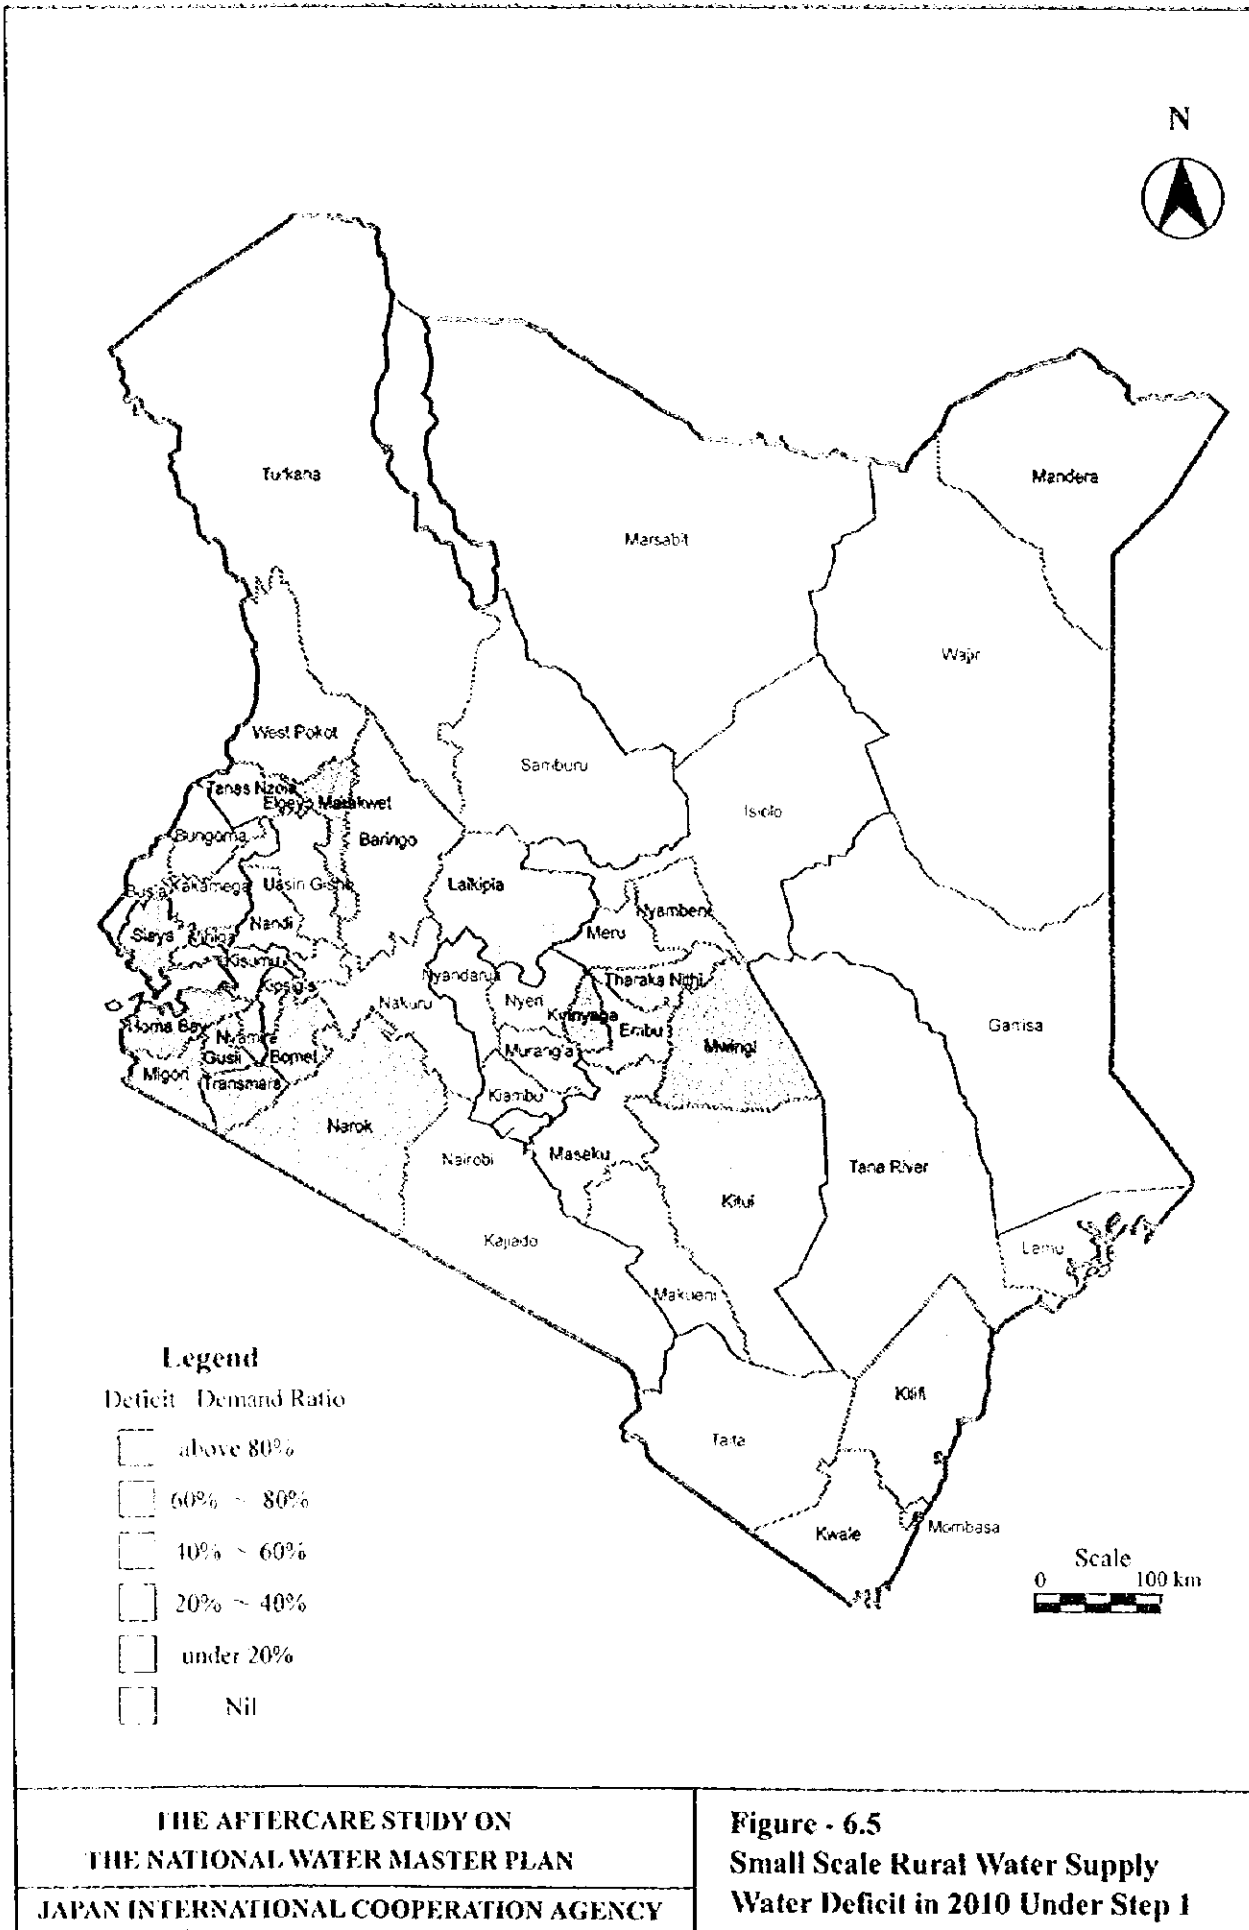 N
Turkana
Mandera
Marsabit
Wajir
West Pokot
Samburu
Tanas Nzoia
Elgeyo Marakwet
Isiolo
Bungoma
Baringo
Busia
Kakamega
Uasin Gishu
Laikipia
Nyambeni
Siaya
Vihiga
Nandi
Meru
Kisumu
Nyandarua
Tharaka Nithi
Nakuru
Nyeri
Kirinyaga
Embu
Garissa
Homa Bay
Nyamira
Gusii
Bomet
Murang'a
Mwingi
Migori
Transmara
Kiambu
Narok
Nairobi
Maseku
Tana River
Kitui
Kajiado
Lamu
Makueni
Kilifi
Taita
Kwale
Mombasa
Legend
Deficit Demand Ratio
above 80%
60% ~ 80%
40% ~ 60%
20% ~ 40%
under 20%
Nil
Scale
0 100 km
THE AFTERCARE STUDY ON
THE NATIONAL WATER MASTER PLAN
JAPAN INTERNATIONAL COOPERATION AGENCY
Figure - 6.5
Small Scale Rural Water Supply
Water Deficit in 2010 Under Step 1